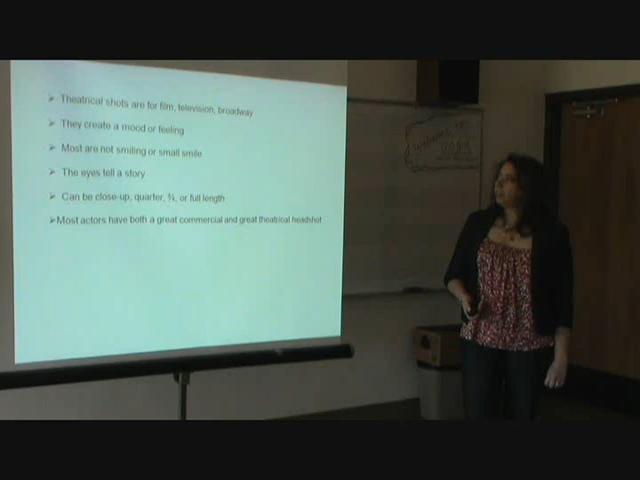 ➢ Theatrical shots are for film, television, broadway
➢ They create a mood or feeling
➢ Most are not smiling or small smile
➢ The eyes tell a story
➢ Can be close-up, quarter, ¾, or full length
➢Most actors have both a great commercial and great theatrical headshot